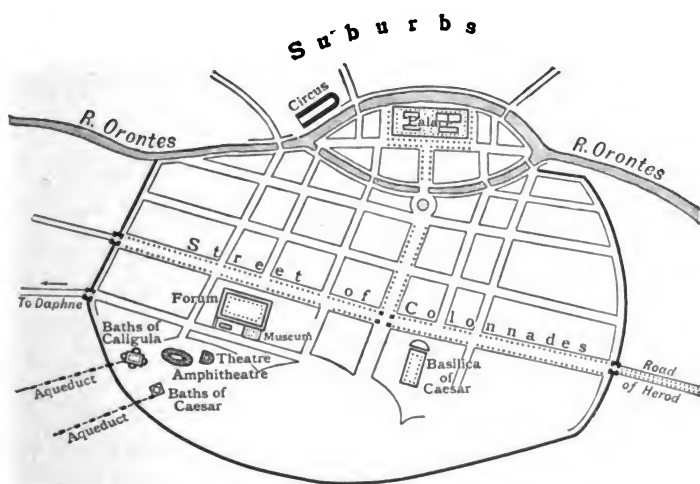 Suburbs
Circus
Palace
R. Orontes
R. Orontes
Street of Colonnades
To Daphne
Forum
Museum
Baths of
Caligula
Theatre
Amphitheatre
Baths of
Caesar
Aqueduct
Aqueduct
Basilica
of
Caesar
Road
of Herod